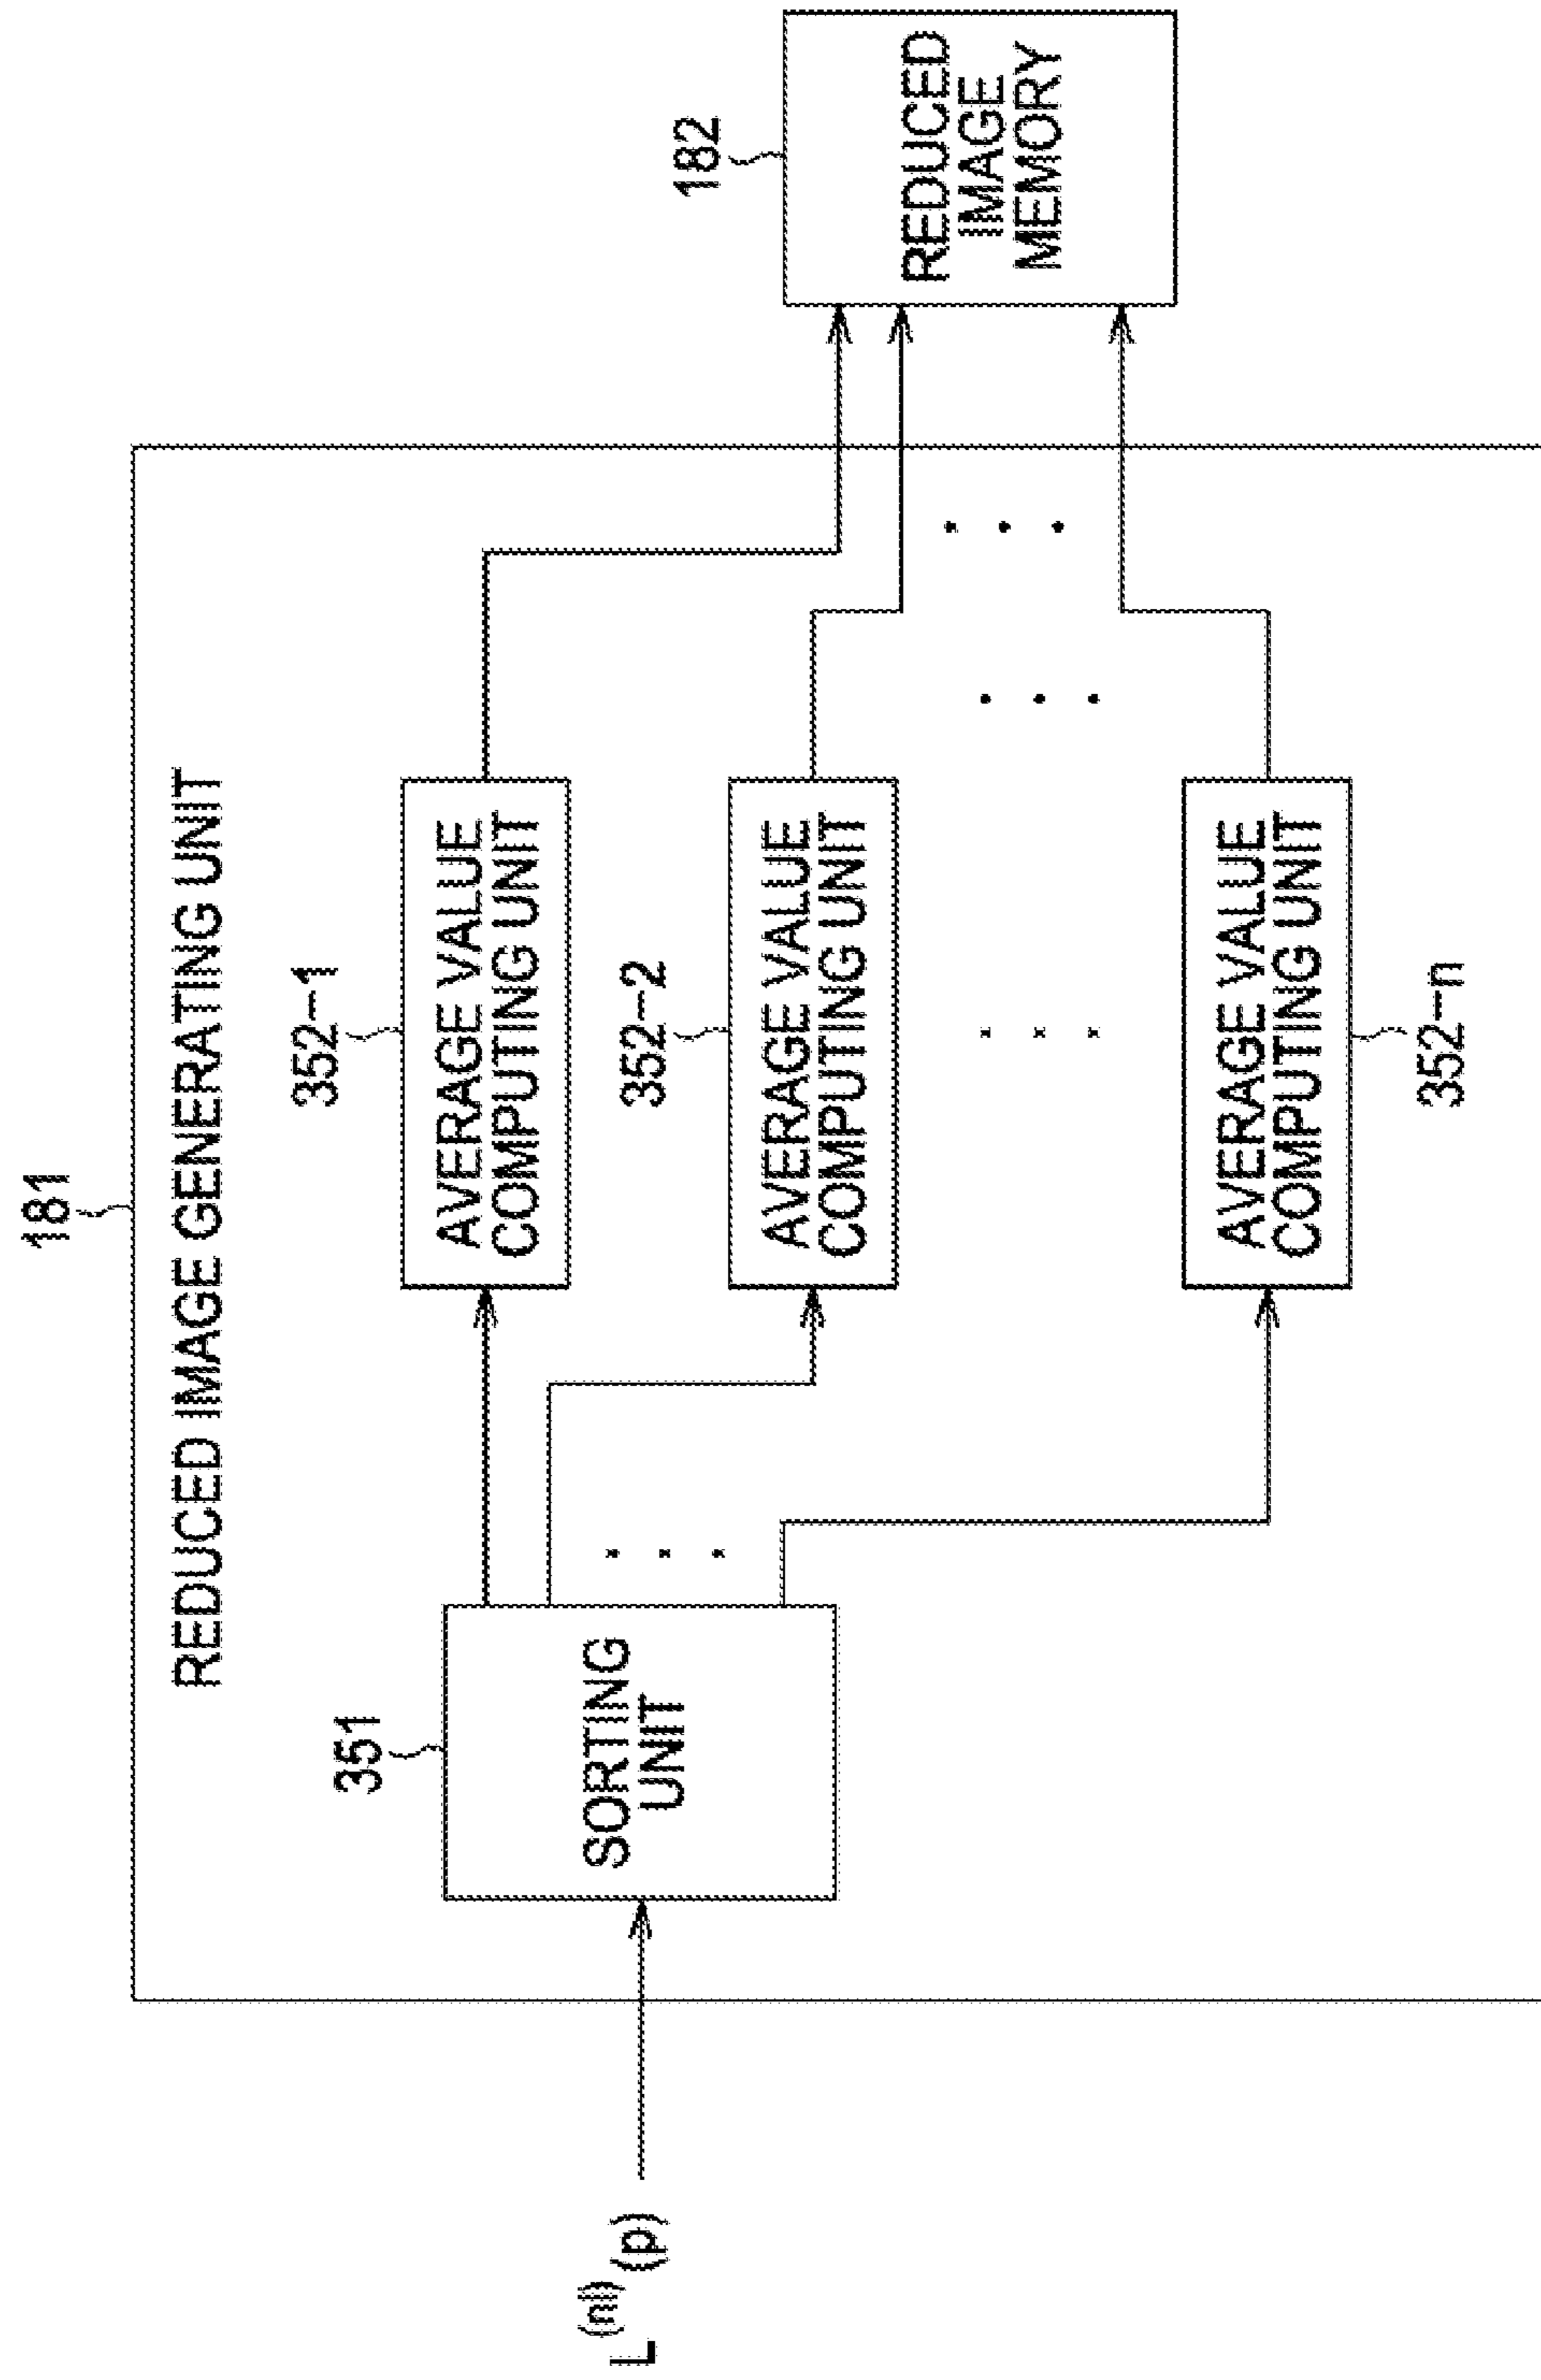 181
REDUCED IMAGE GENERATING UNIT
L(nl)(p)
351
SORTING
UNIT
352-1
AVERAGE VALUE
COMPUTING UNIT
352-2
AVERAGE VALUE
COMPUTING UNIT
AVERAGE VALUE
COMPUTING UNIT
352-n
182
REDUCED
IMAGE
MEMORY